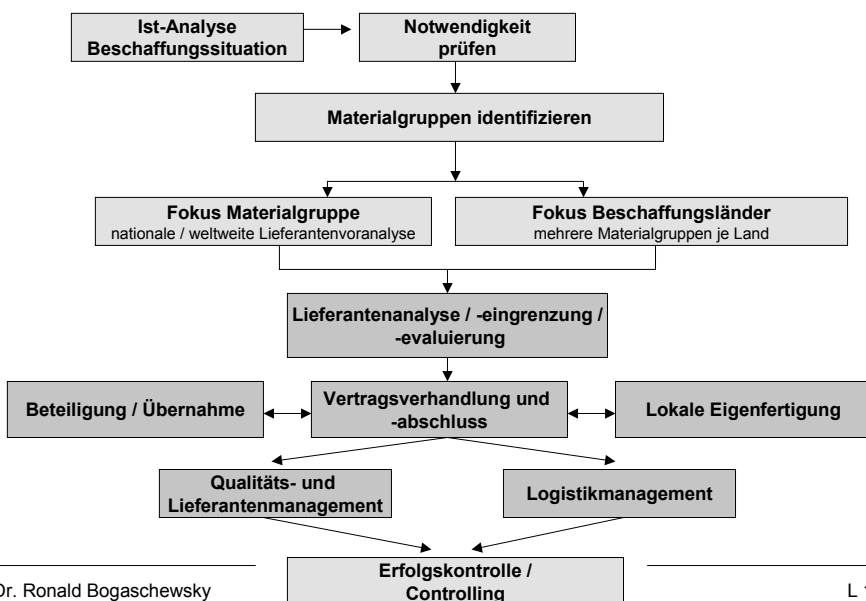 Ist-Analyse
Beschaffungssituation
Notwendigkeit
prüfen
Materialgruppen identifizieren
Fokus Materialgruppe
nationale / weltweite Lieferantenvoranalyse
Fokus Beschaffungsländer
mehrere Materialgruppen je Land
Lieferantenanalyse / -eingrenzung /
-evaluierung
Beteiligung / Übernahme
Vertragsverhandlung und
-abschluss
Lokale Eigenfertigung
Qualitäts- und
Lieferantenmanagement
Logistikmanagement
Erfolgskontrolle /
Controlling
Dr. Ronald Bogaschewsky
L 1